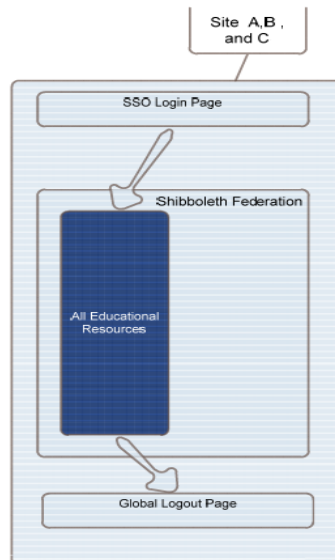 Site A,B ,
and C
SSO Login Page
Shibboleth Federation
All Educational
Resources
Global Logout Page